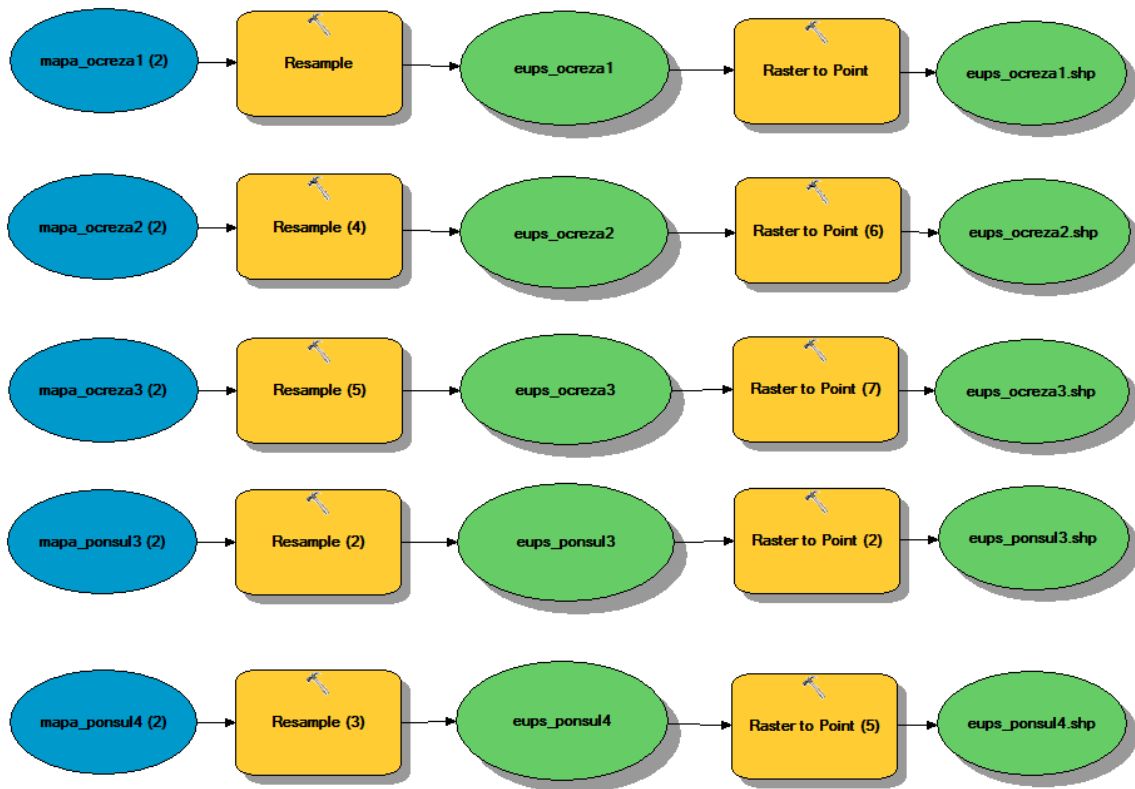 mapa_ocreza1 (2)
Resample
eups_ocreza1
Raster to Point
eups_ocreza1.shp
mapa_ocreza2 (2)
Resample (4)
eups_ocreza2
Raster to Point (6)
eups_ocreza2.shp
mapa_ocreza3 (2)
Resample (5)
eups_ocreza3
Raster to Point (7)
eups_ocreza3.shp
mapa_ponsul3 (2)
Resample (2)
eups_ponsul3
Raster to Point (2)
eups_ponsul3.shp
mapa_ponsul4 (2)
Resample (3)
eups_ponsul4
Raster to Point (5)
eups_ponsul4.shp